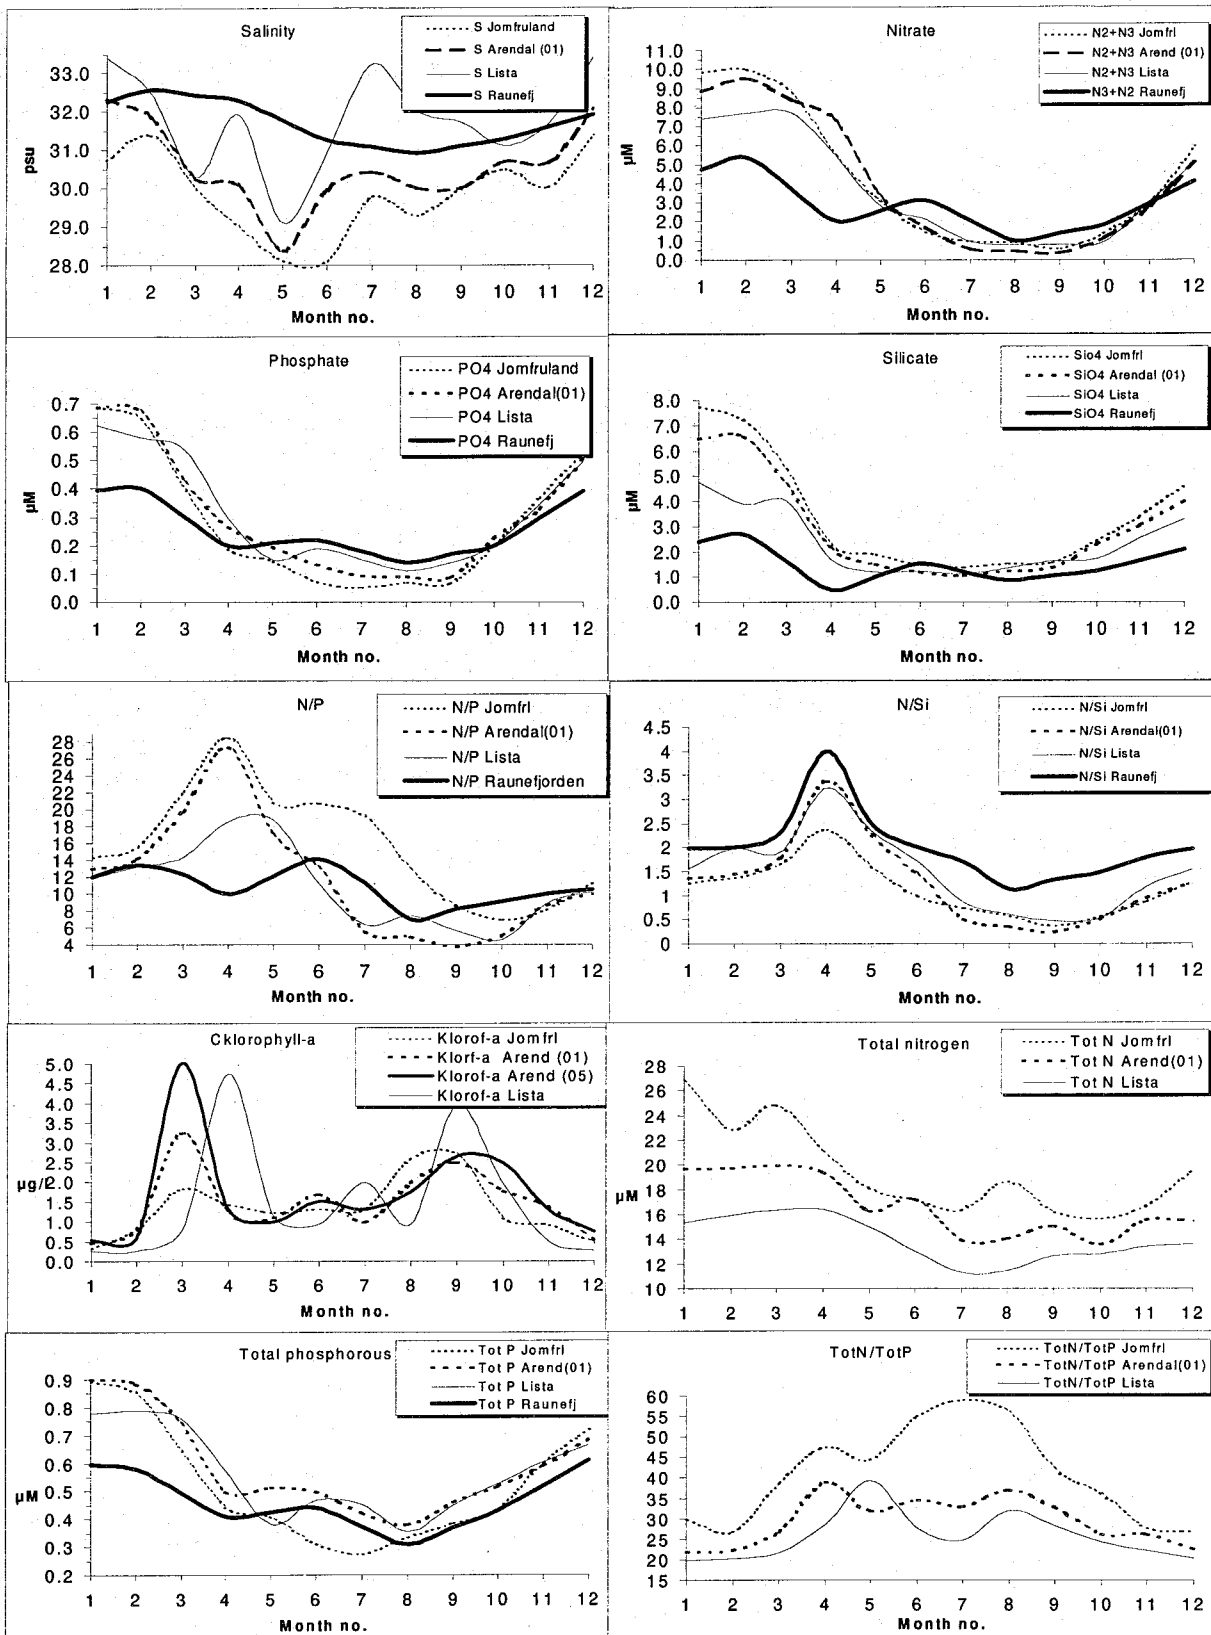 Salinity
S Jomfruland
S Arendal (01)
S Lista
S Raunefj
33.0
32.0
31.0
30.0
29.0
28.0
psu
1 2 3 4 5 6 7 8 9 10 11 12
Month no.
Nitrate
N2+N3 Jomfrl
N2+N3 Arend (01)
N2+N3 Lista
N3+N2 Raunefj
11.0
10.0
9.0
8.0
7.0
6.0
5.0
4.0
3.0
2.0
1.0
0.0
µM
1 2 3 4 5 6 7 8 9 10 11 12
Month no.
Phosphate
PO4 Jomfruland
PO4 Arendal(01)
PO4 Lista
PO4 Raunefj
0.7
0.6
0.5
0.4
0.3
0.2
0.1
0.0
µM
1 2 3 4 5 6 7 8 9 10 11 12
Month no.
Silicate
Sio4 Jomfrl
SiO4 Arendal (01)
SiO4 Lista
SiO4 Raunefj
8.0
7.0
6.0
5.0
4.0
3.0
2.0
1.0
0.0
µM
1 2 3 4 5 6 7 8 9 10 11 12
Month no.
N/P
N/P Jomfrl
N/P Arendal(01)
N/P Lista
N/P Raunefjorden
28
26
24
22
20
18
16
14
12
10
8
6
4
1 2 3 4 5 6 7 8 9 10 11 12
Month no.
N/Si
N/Si Jomfrl
N/Si Arendal(01)
N/Si Lista
N/Si Raunefj
4.5
4
3.5
3
2.5
2
1.5
1
0.5
0
1 2 3 4 5 6 7 8 9 10 11 12
Month no.
Cklorophyll-a
Klorof-a Jomfrl
Klorf-a Arend (01)
Klorof-a Arend (05)
Klorof-a Lista
5.0
4.5
4.0
3.5
3.0
2.5
2.0
1.5
1.0
0.5
0.0
µg/l
1 2 3 4 5 6 7 8 9 10 11 12
Month no.
Total nitrogen
Tot N Jomfrl
Tot N Arend(01)
Tot N Lista
28
26
24
22
20
18
16
14
12
10
µM
1 2 3 4 5 6 7 8 9 10 11 12
Month no.
Total phosphorous
Tot P Jomfrl
Tot P Arend(01)
Tot P Lista
Tot P Raunefj
0.9
0.8
0.7
0.6
0.5
0.4
0.3
0.2
µM
1 2 3 4 5 6 7 8 9 10 11 12
Month no.
TotN/TotP
TotN/TotP Jomfrl
TotN/TotP Arendal(01)
TotN/TotP Lista
60
55
50
45
40
35
30
25
20
15
1 2 3 4 5 6 7 8 9 10 11 12
Month no.